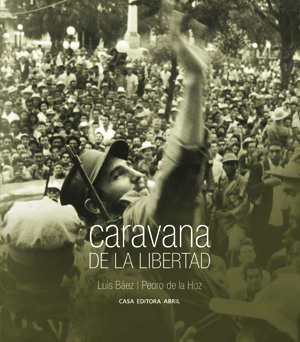 caravana
DE LA LIBERTAD
Luis Báez | Pedro de la Hoz
CASA EDITORA ABRIL